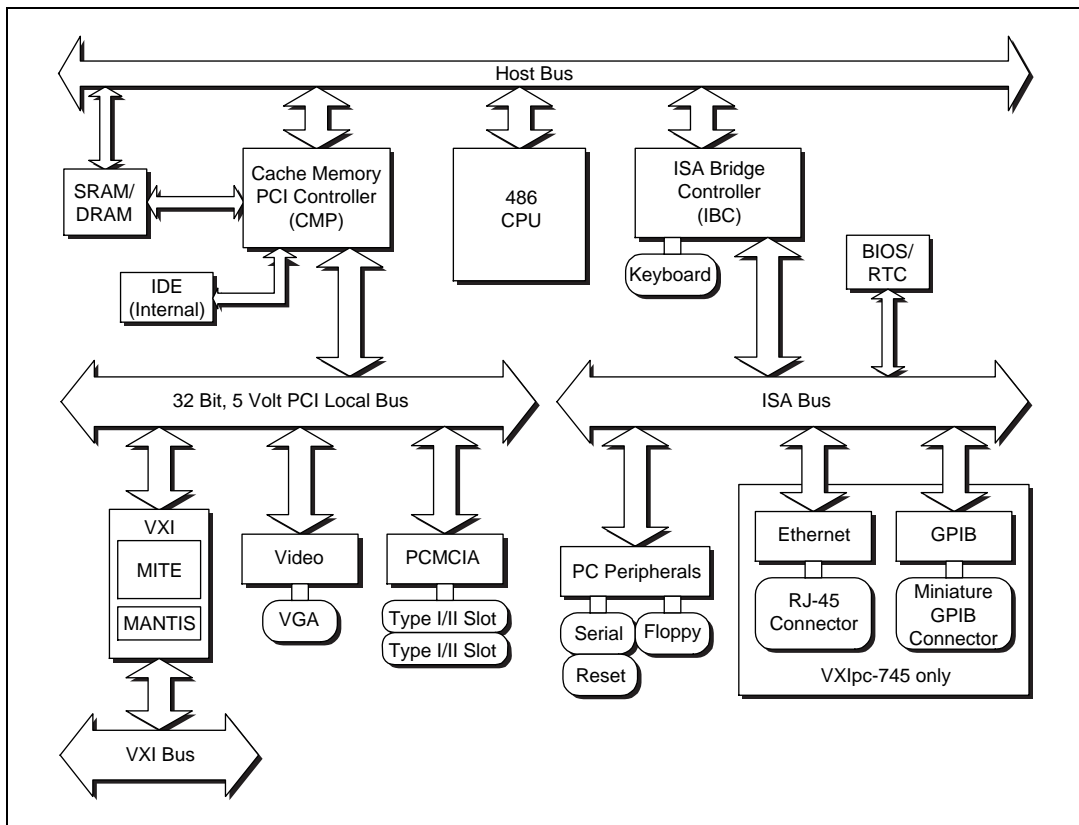 Host Bus
SRAM/
DRAM
Cache Memory
PCI Controller
(CMP)
486
CPU
ISA Bridge
Controller
(IBC)
Keyboard
BIOS/
RTC
IDE
(Internal)
32 Bit, 5 Volt PCI Local Bus
ISA Bus
VXI
MITE
MANTIS
Video
VGA
PCMCIA
Type I/II Slot
Type I/II Slot
PC Peripherals
Serial
Floppy
Reset
Ethernet
RJ-45
Connector
GPIB
Miniature
GPIB
Connector
VXIpc-745 only
VXI Bus